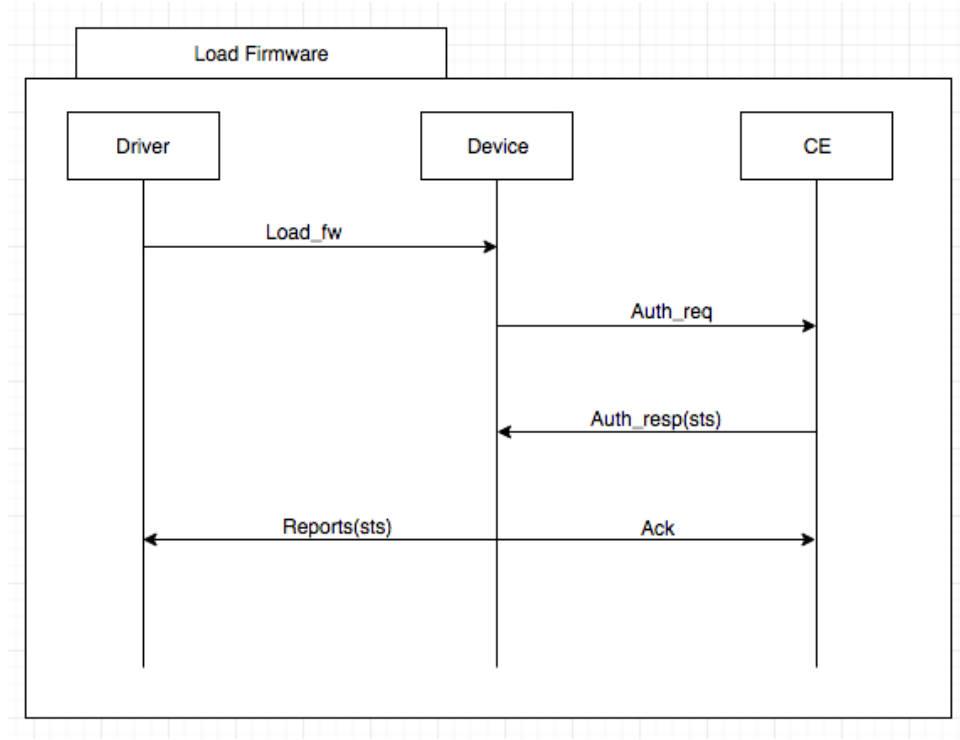 Load Firmware
Driver
Device
CE
Load_fw
Auth_req
Auth_resp(sts)
Reports(sts)
Ack